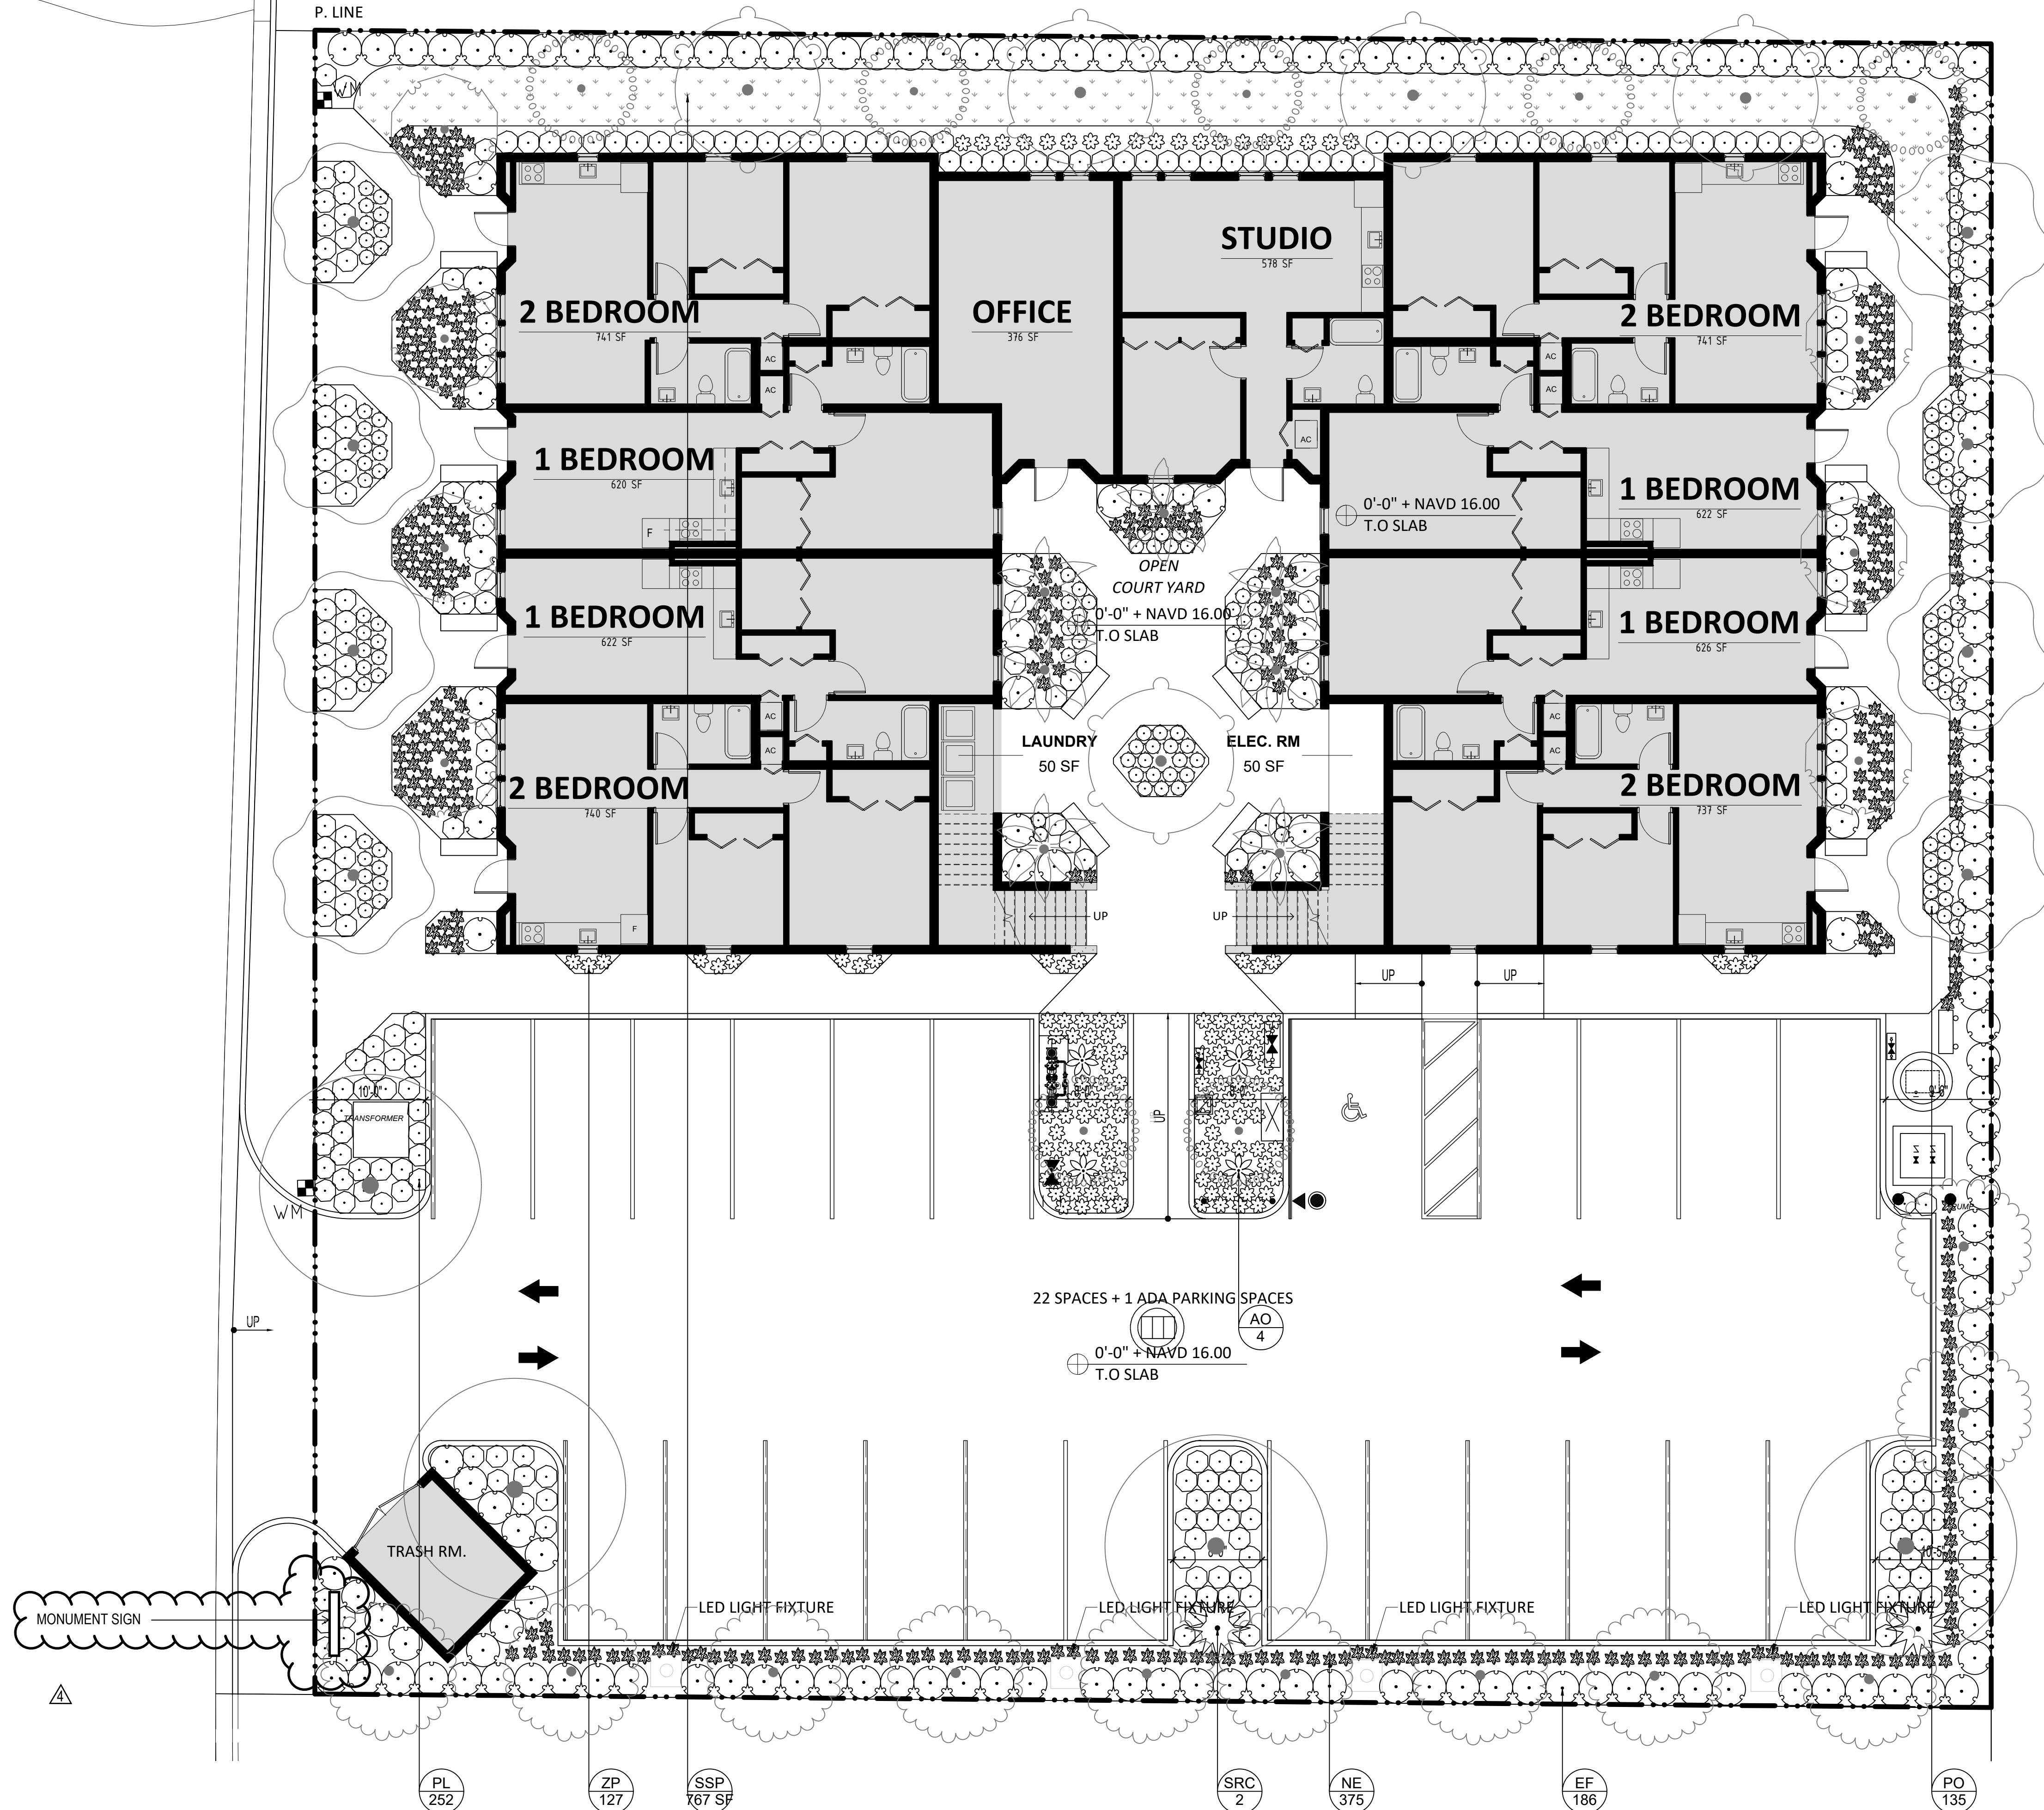 P. LINE
WM
STUDIO
578 SF
2 BEDROOM
741 SF
OFFICE
376 SF
2 BEDROOM
741 SF
AC
AC
AC
AC
AC
1 BEDROOM
620 SF
F
1 BEDROOM
622 SF
0'-0" + NAVD 16.00
T.O SLAB
OPEN
COURT YARD
0'-0" + NAVD 16.00
T.O SLAB
1 BEDROOM
622 SF
1 BEDROOM
626 SF
AC
AC
AC
AC
LAUNDRY
50 SF
ELEC. RM
50 SF
2 BEDROOM
740 SF
F
2 BEDROOM
737 SF
UP
UP
UP
UP
10'-0"
TRANSFORMER
UP
WM
22 SPACES + 1 ADA PARKING SPACES
AO
4
0'-0" + NAVD 16.00
T.O SLAB
UP
TRASH RM.
10'-5"
MONUMENT SIGN
LED LIGHT FIXTURE
LED LIGHT FIXTURE
LED LIGHT FIXTURE
LED LIGHT FIXTURE
4
PL
252
ZP
127
SSP
767 SF
SRC
2
NE
375
EF
186
PO
135